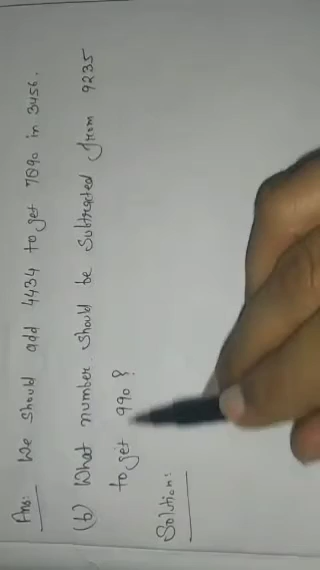 Ans: We should add 4434 to get 7890 in 3456.
(b) What number should be subtracted from 9235
to get 990?
Solution: